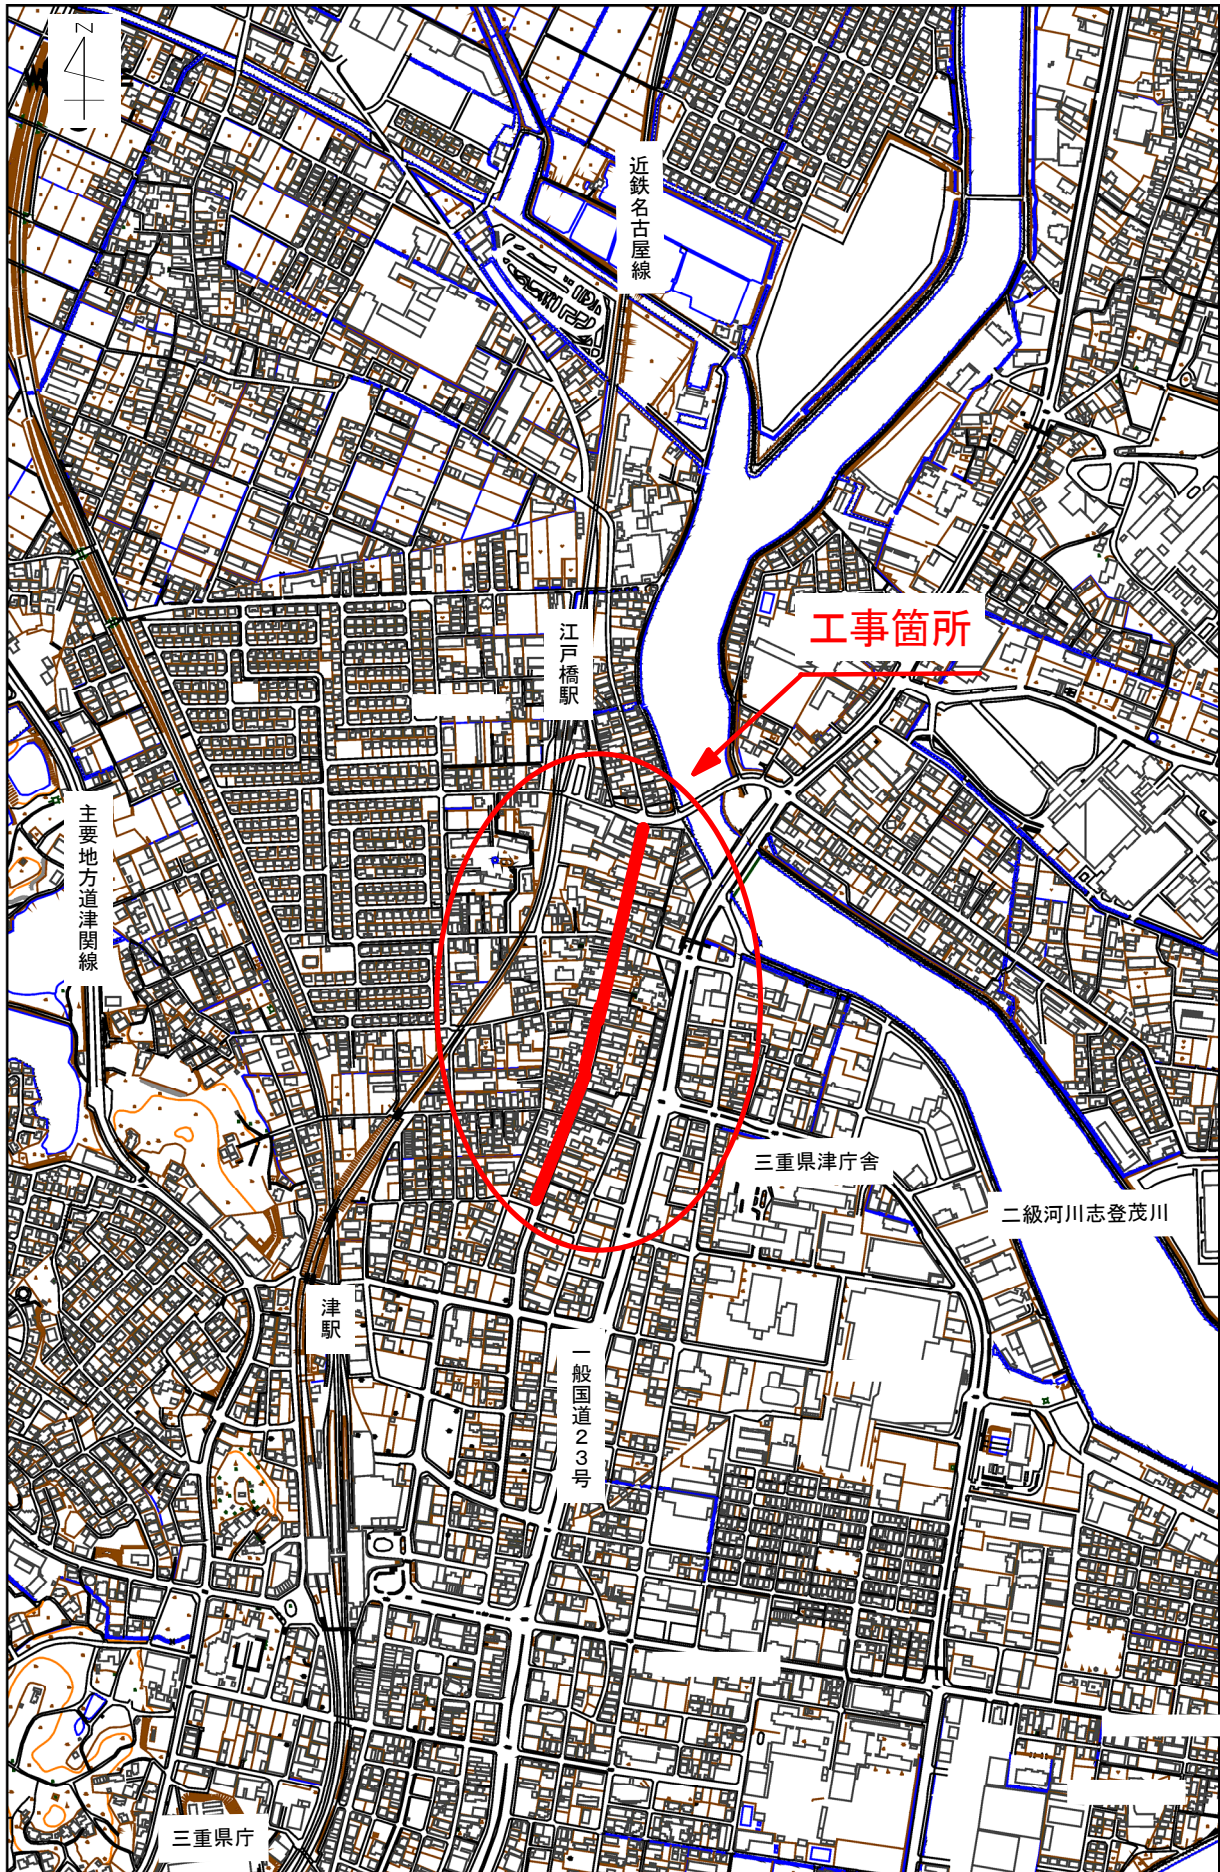 N
近鉄名古屋線
工事箇所
江戸橋駅
主要地方道津関線
三重県津庁舎
二級河川志登茂川
津駅
一般国道23号
三重県庁